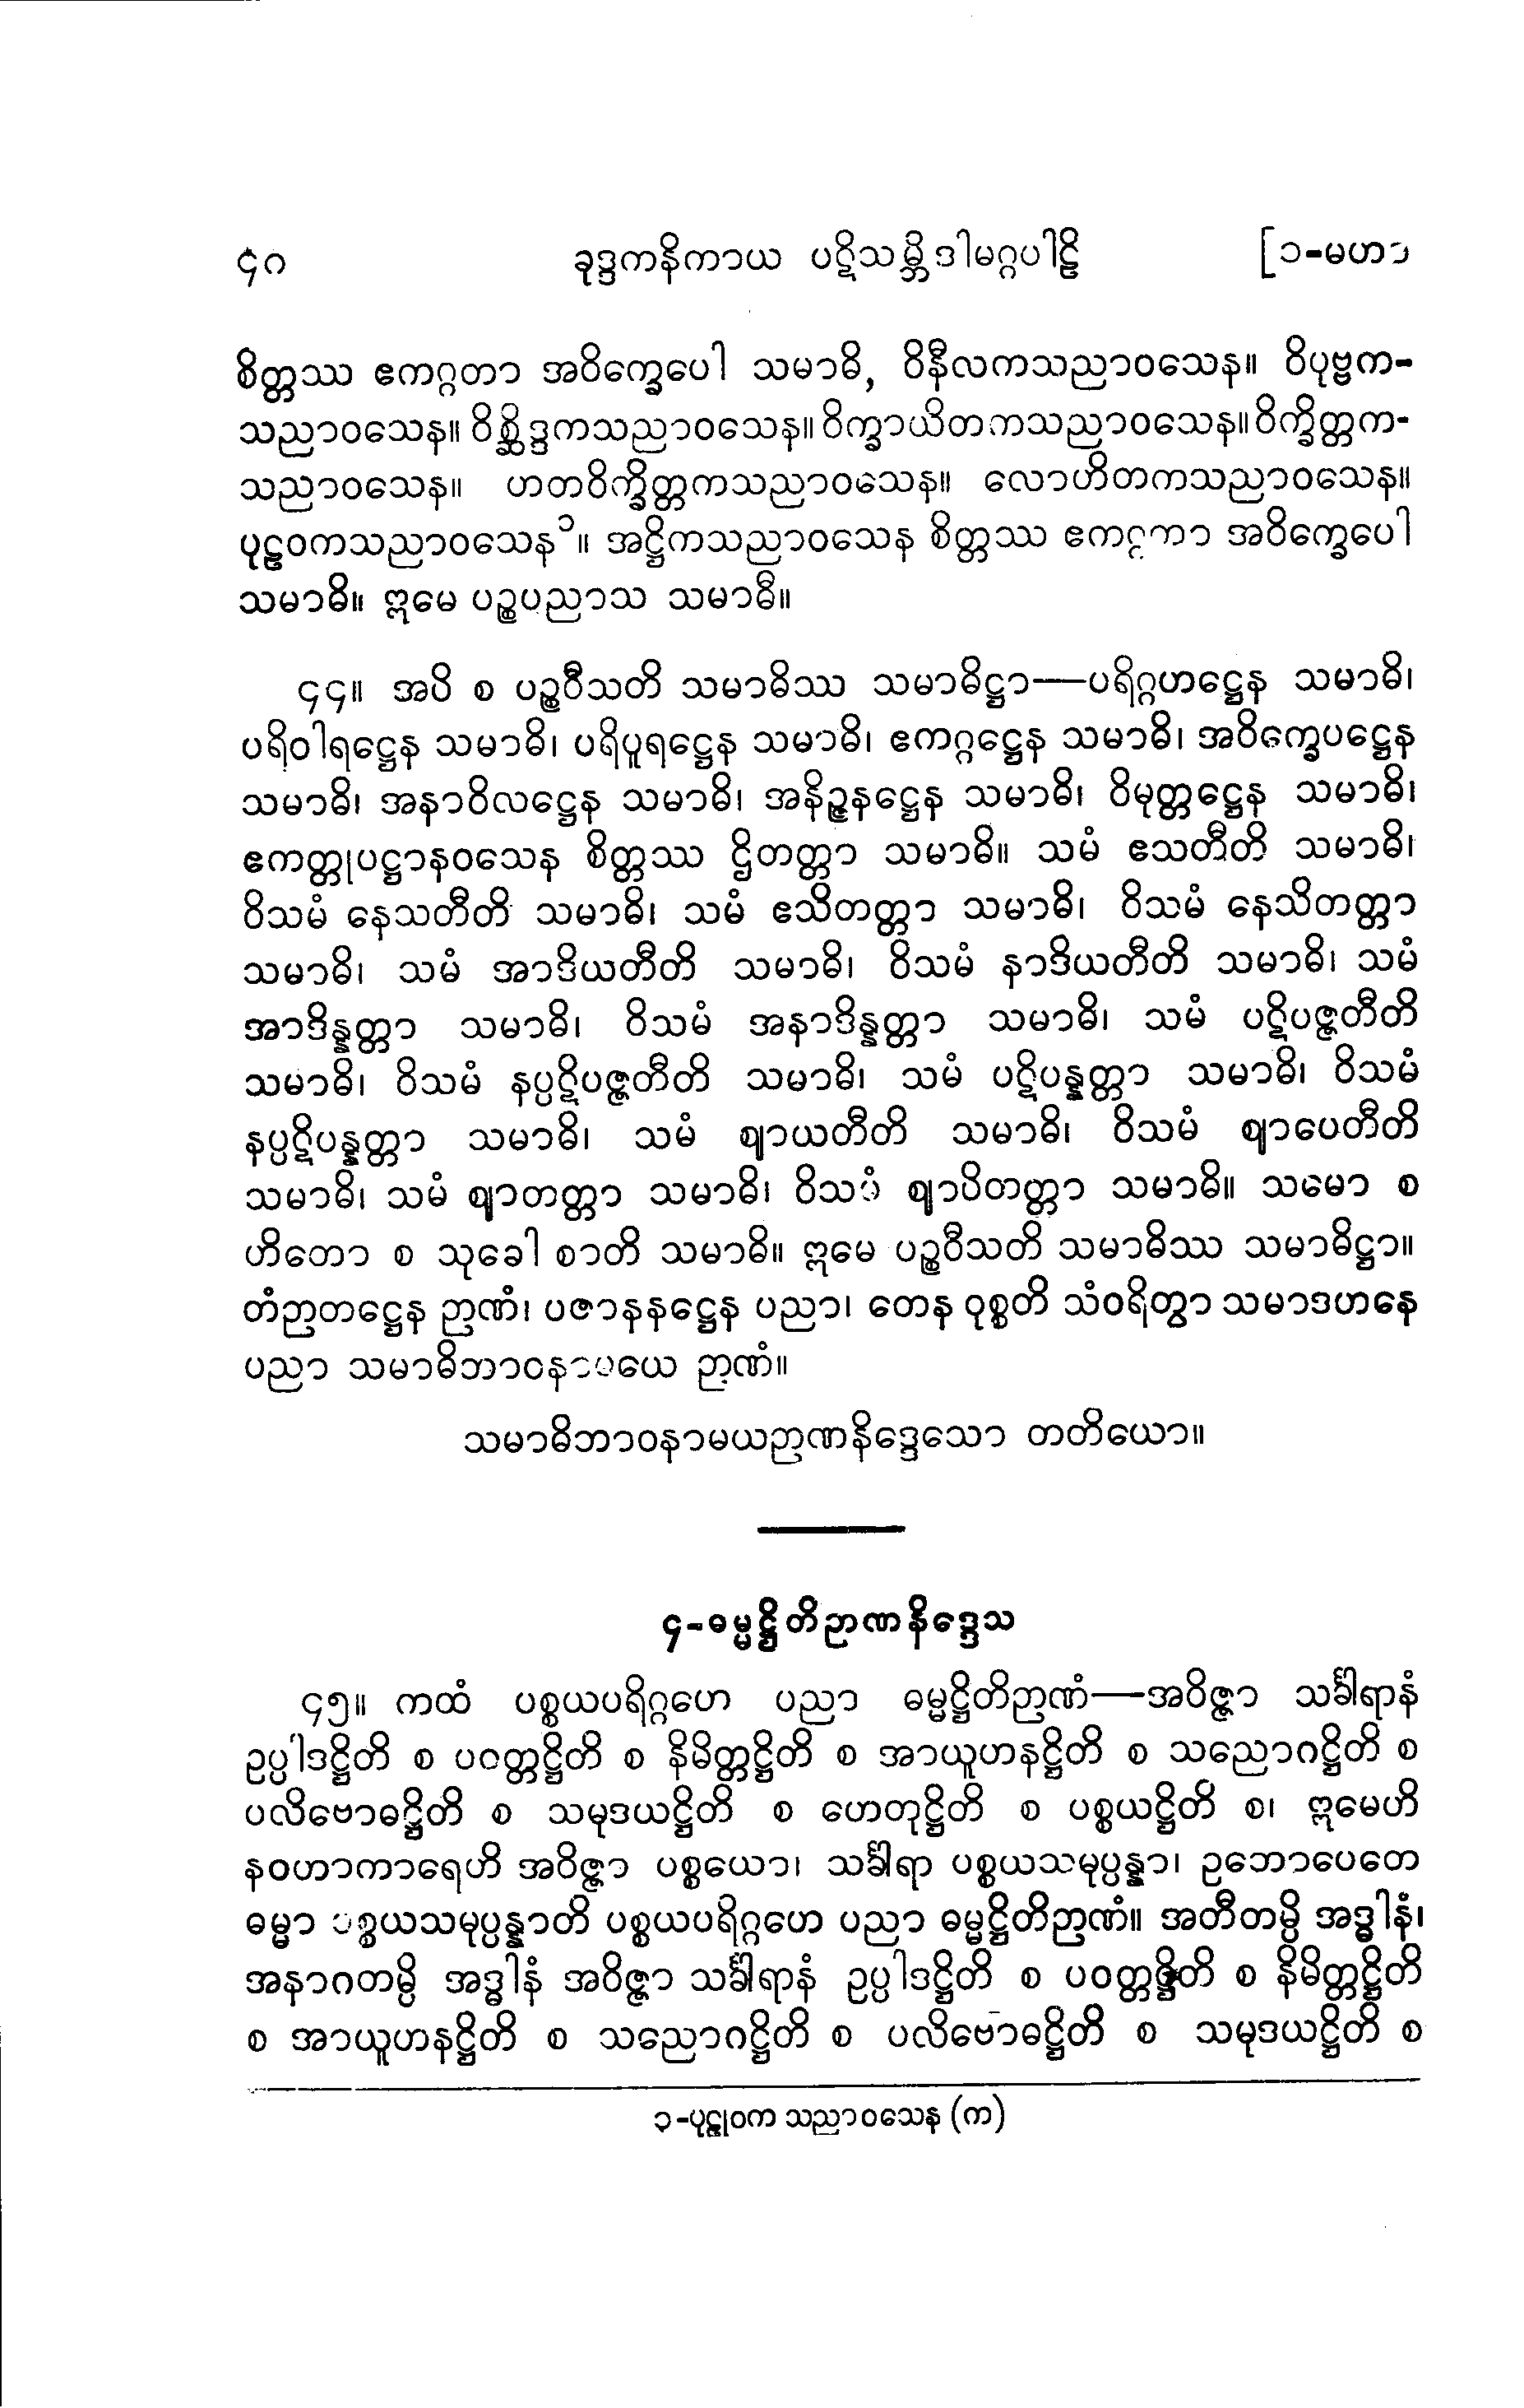 ၄၈ ခုဒ္ဒကနိကာယ ပဋိသမ္ဘိဒါမဂ္ဂပါဠိ [၁-မဟာ
စိတ္တဿ ဧကဂ္ဂတာ အဝိက္ခေပေါ သမာဓိ, ဝိနီလကသညာဝသေန။ ဝိပုဗ္ဗက-
သညာဝသေန။ ဝိစ္ဆိဒ္ဒကသညာဝသေန။ ဝိက္ခာယိတကသညာဝသေန။ ဝိက္ခိတ္တက-
သညာဝသေန။ ဟတဝိက္ခိတ္တကသညာဝသေန။ လောဟိတကသညာဝသေန။
ပုဠဝကသညာဝသေန ၁။ အဋ္ဌိကသညာဝသေန စိတ္တဿ အဝိက္ခေပေါ
သမာဓိ။ ဣမေ ပဉ္စပညာသ သမာဓီ။
၄၄။ အပိ စ ပဉ္စဝီသတိ သမာဓိဿ သမာဓိဋ္ဌာ—ပရိဂ္ဂဟဋ္ဌေန သမာဓိ၊
ပရိဝါရဋ္ဌေန သမာဓိ၊ ပရိပူရဋ္ဌေန သမာဓိ၊ ဧကဂ္ဂဋ္ဌေန သမာဓိ၊ အဝိက္ခေပဋ္ဌေန
သမာဓိ၊ အနာဝိလဋ္ဌေန သမာဓိ၊ အနိဉ္ဇနဋ္ဌေန သမာဓိ၊ ဝိမုတ္တဋ္ဌေန သမာဓိ၊
ဧကတ္တုပဋ္ဌာနဝသေန စိတ္တဿ ဌိတတ္တာ သမာဓိ။ သမံ ဧသတီတိ သမာဓိ၊
ဝိသမံ နေသတီတိ သမာဓိ၊ သမံ ဧသိတတ္တာ သမာဓိ၊ ဝိသမံ နေသိတတ္တာ
သမာဓိ၊ သမံ အာဒိယတီတိ သမာဓိ၊ ဝိသမံ နာဒိယတီတိ သမာဓိ၊ သမံ
အာဒိန္နတ္တာ သမာဓိ၊ ဝိသမံ အနာဒိန္နတ္တာ သမာဓိ၊ သမံ ပဋိပဇ္ဇတီတိ
သမာဓိ၊ ဝိသမံ နပ္ပဋိပဇ္ဇတီတိ သမာဓိ၊ သမံ ပဋိပန္နတ္တာ သမာဓိ၊ ဝိသမံ
နပ္ပဋိပန္နတ္တာ သမာဓိ၊ သမံ ဈာယတီတိ သမာဓိ၊ ဝိသမံ ဈာပေတီတိ
သမာဓိ၊ သမံ ဈာတတ္တာ သမာဓိ၊ ဝိသမံ ဈာပိတတ္တာ သမာဓိ။ သမော စ
ဟိတော စ သုခေါ စာတိ သမာဓိ။ ဣမေ ပဉ္စဝီသတိ သမာဓိဿ သမာဓိဋ္ဌာ။
တံဉာတဋ္ဌေန ဉာဏံ၊ ပဇာနနဋ္ဌေန ပညာ၊ တေန ဝုစ္စတိ သံဝရိတွာ သမာဒဟနေ
ပညာ သမာဓိဘာဝနာမယေ ဉာဏံ။
သမာဓိဘာဝနာမယဉာဏနိဒ္ဒေသော တတိယော။
၄-ဓမ္မဋ္ဌိတိဉာဏနိဒ္ဒေသ
၄၅။ ကထံ ပစ္စယပရိဂ္ဂဟေ ပညာ ဓမ္မဋ္ဌိတိဉာဏံ—အဝိဇ္ဇာ သင်္ခါရာနံ
ဥပ္ပါဒဋ္ဌိတိ စ ပဝတ္တဋ္ဌိတိ စ နိမိတ္တဋ္ဌိတိ စ အာယူဟနဋ္ဌိတိ စ သညောဂဋ္ဌိတိ စ
ပလိဗောဓဋ္ဌိတိ စ သမုဒယဋ္ဌိတိ စ ဟေတုဋ္ဌိတိ စ ပစ္စယဋ္ဌိတိ စ၊ ဣမေဟိ
နဝဟာကာရေဟိ အဝိဇ္ဇာ ပစ္စယော၊ သင်္ခါရာ ပစ္စယသမုပ္ပန္နာ၊ ဥဘောပေတေ
ဓမ္မာ ပစ္စယသမုပ္ပန္နာတိ ပစ္စယပရိဂ္ဂဟေ ပညာ ဓမ္မဋ္ဌိတိဉာဏံ။ အတီတမ္ပိ အဒ္ဓါနံ၊
အနာဂတမ္ပိ အဒ္ဓါနံ အဝိဇ္ဇာ သင်္ခါရာနံ ဥပ္ပါဒဋ္ဌိတိ စ ပဝတ္တဋ္ဌိတိ စ နိမိတ္တဋ္ဌိတိ
စ အာယူဟနဋ္ဌိတိ စ သညောဂဋ္ဌိတိ စ ပလိဗောဓဋ္ဌိတိ စ သမုဒယဋ္ဌိတိ စ
၁-ပုဠုဝက သညာဝသေန (က)